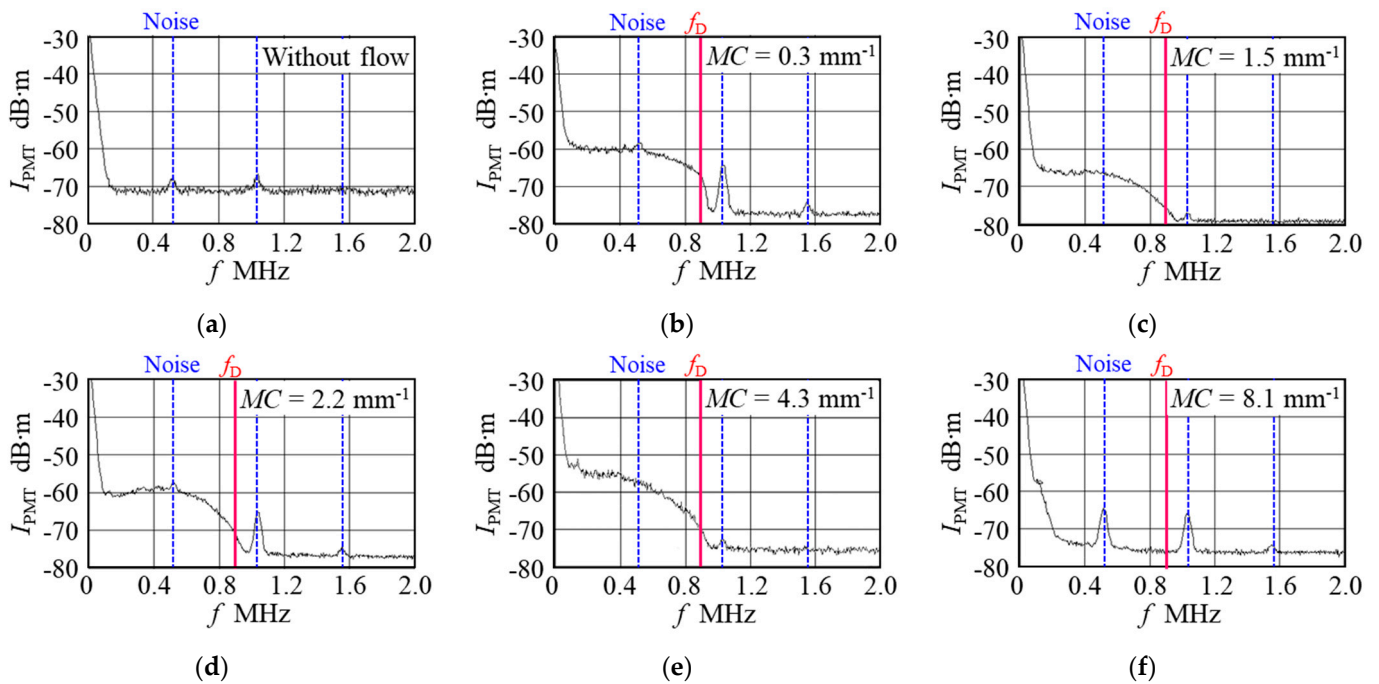 Noise
-30
-40
-50
-60
-70
-80
I_PMT dB·m
Without flow
0 0.4 0.8 1.2 1.6 2.0
f MHz
(a)
Noise f_D
-30
-40
-50
-60
-70
-80
I_PMT dB·m
MC = 0.3 mm⁻¹
0 0.4 0.8 1.2 1.6 2.0
f MHz
(b)
Noise f_D
-30
-40
-50
-60
-70
-80
I_PMT dB·m
MC = 1.5 mm⁻¹
0 0.4 0.8 1.2 1.6 2.0
f MHz
(c)
Noise f_D
-30
-40
-50
-60
-70
-80
I_PMT dB·m
MC = 2.2 mm⁻¹
0 0.4 0.8 1.2 1.6 2.0
f MHz
(d)
Noise f_D
-30
-40
-50
-60
-70
-80
I_PMT dB·m
MC = 4.3 mm⁻¹
0 0.4 0.8 1.2 1.6 2.0
f MHz
(e)
Noise f_D
-30
-40
-50
-60
-70
-80
I_PMT dB·m
MC = 8.1 mm⁻¹
0 0.4 0.8 1.2 1.6 2.0
f MHz
(f)